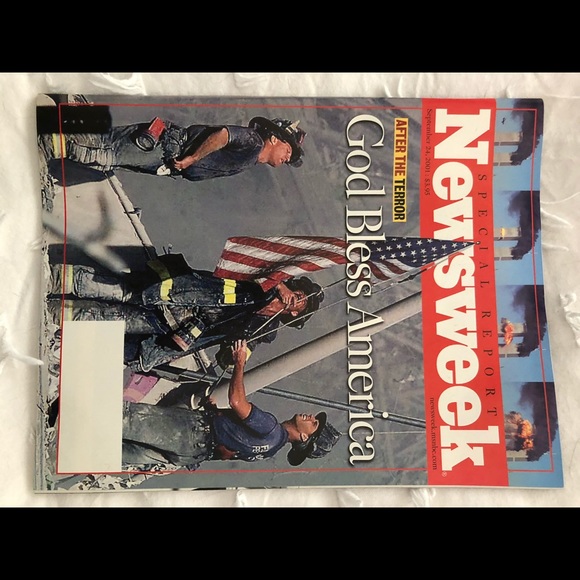 SPECIAL REPORT
Newsweek
September 24, 2001 : $3.95
newsweek.msnbc.com
AFTER THE TERROR
God Bless America